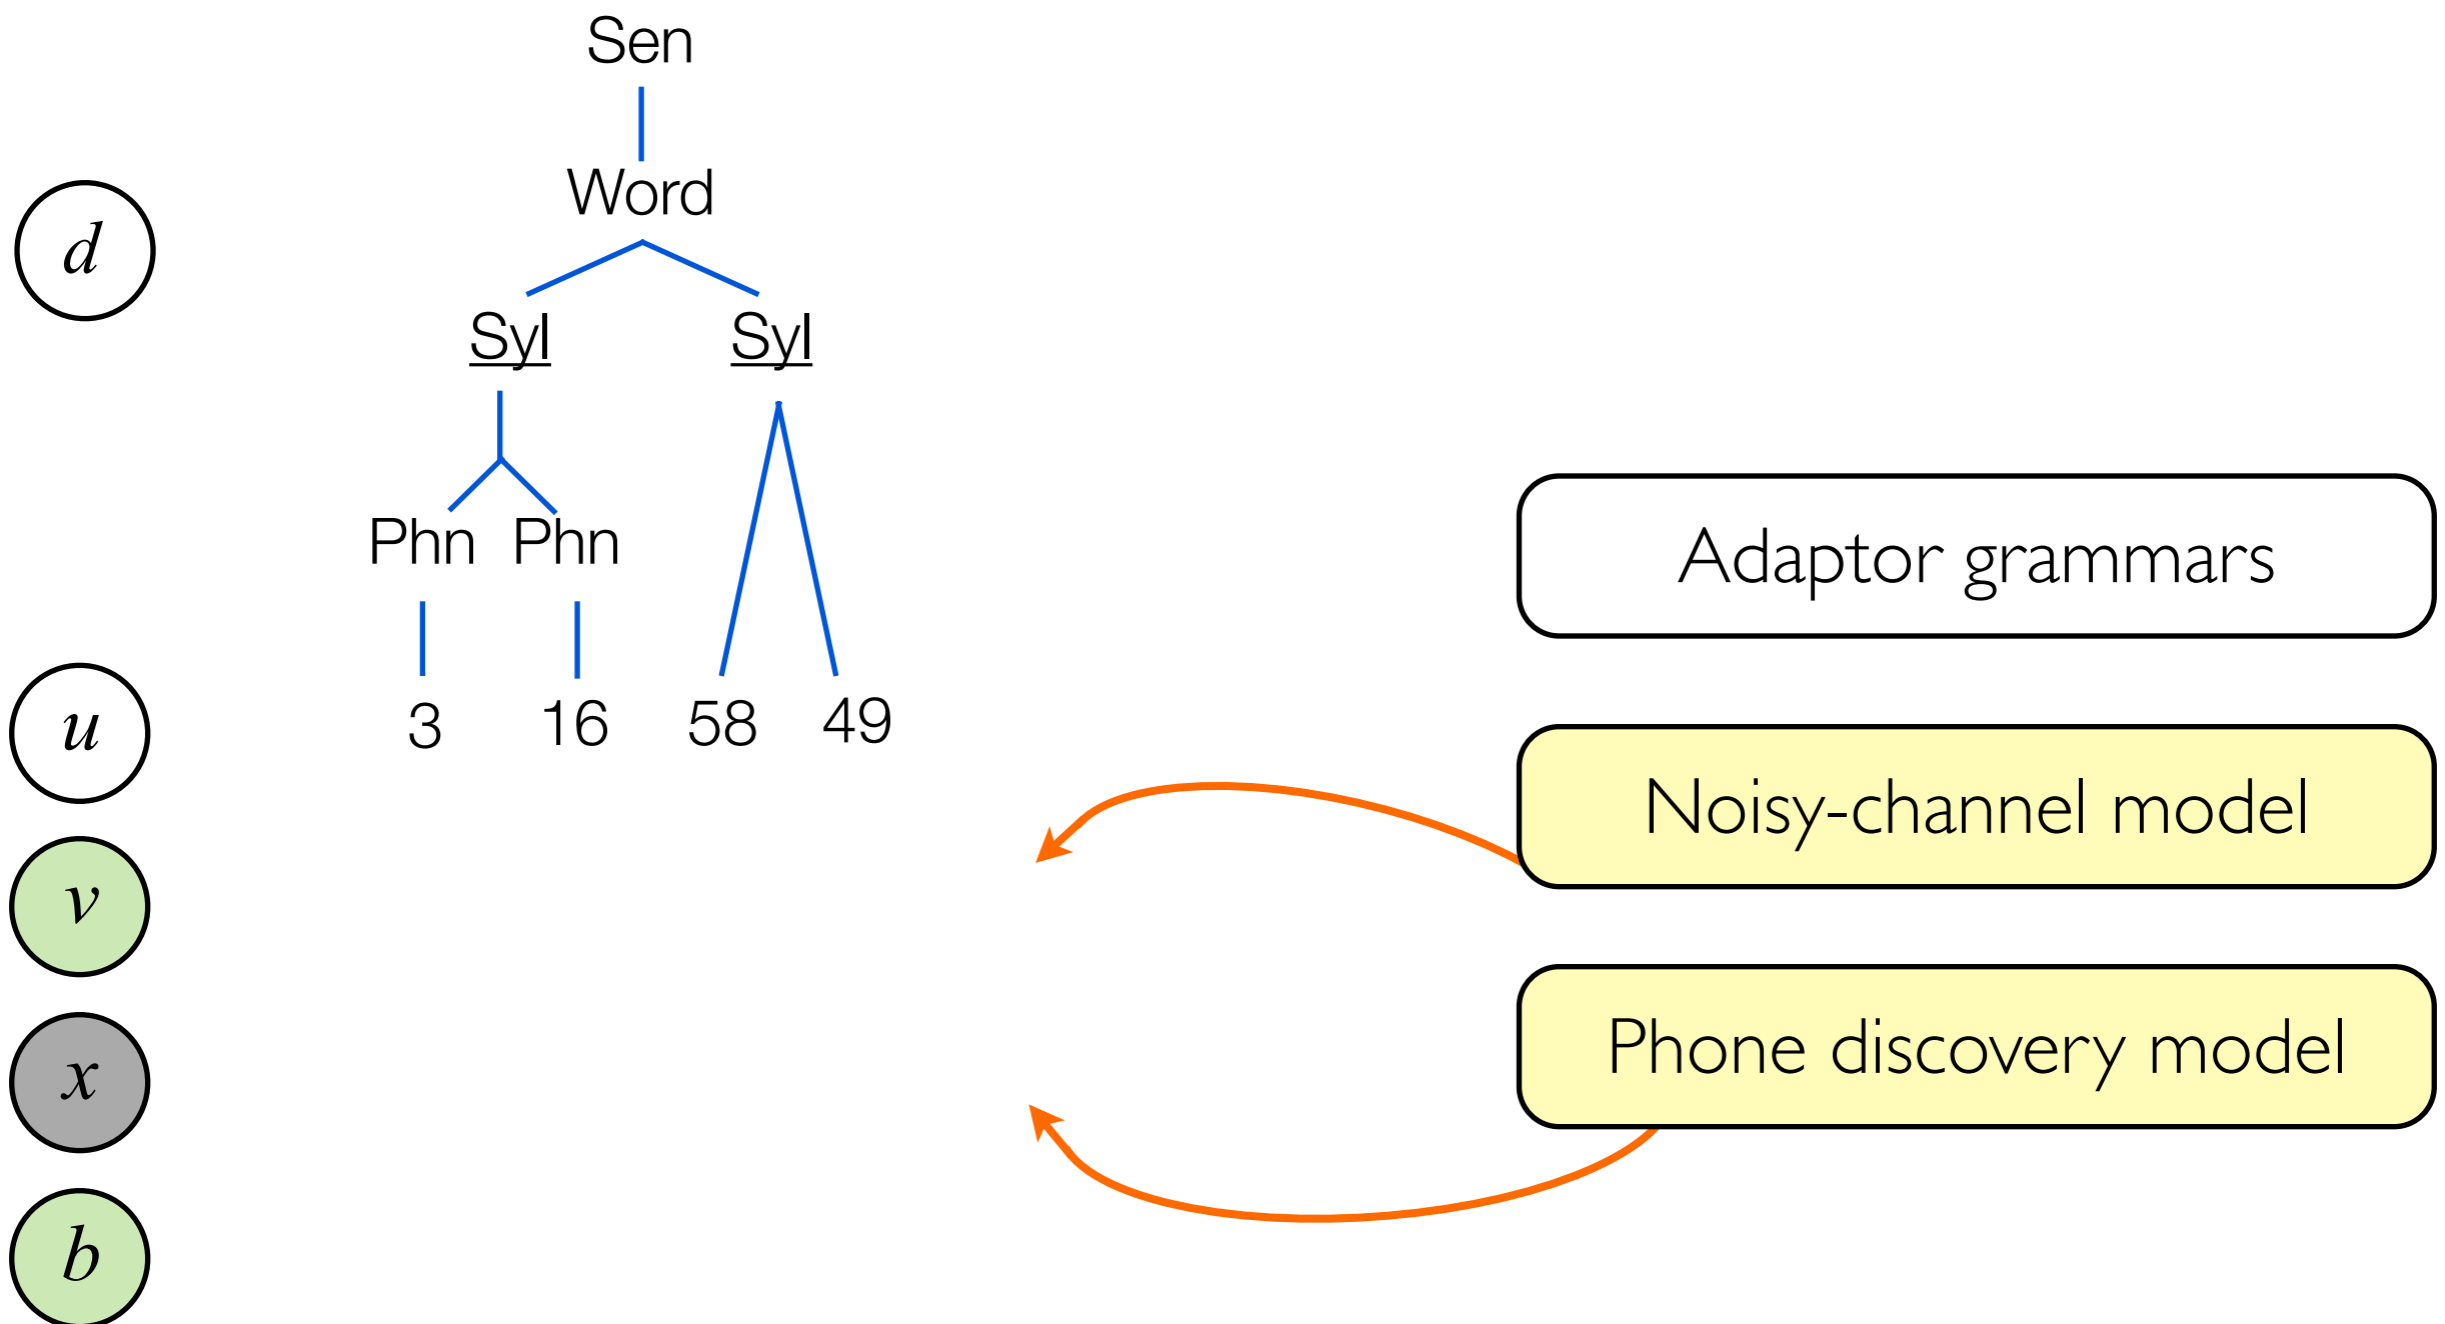 Sen
Word
d
Syl Syl
Phn Phn
Adaptor grammars
3 16 58 49
u
Noisy-channel model
v
Phone discovery model
x
b